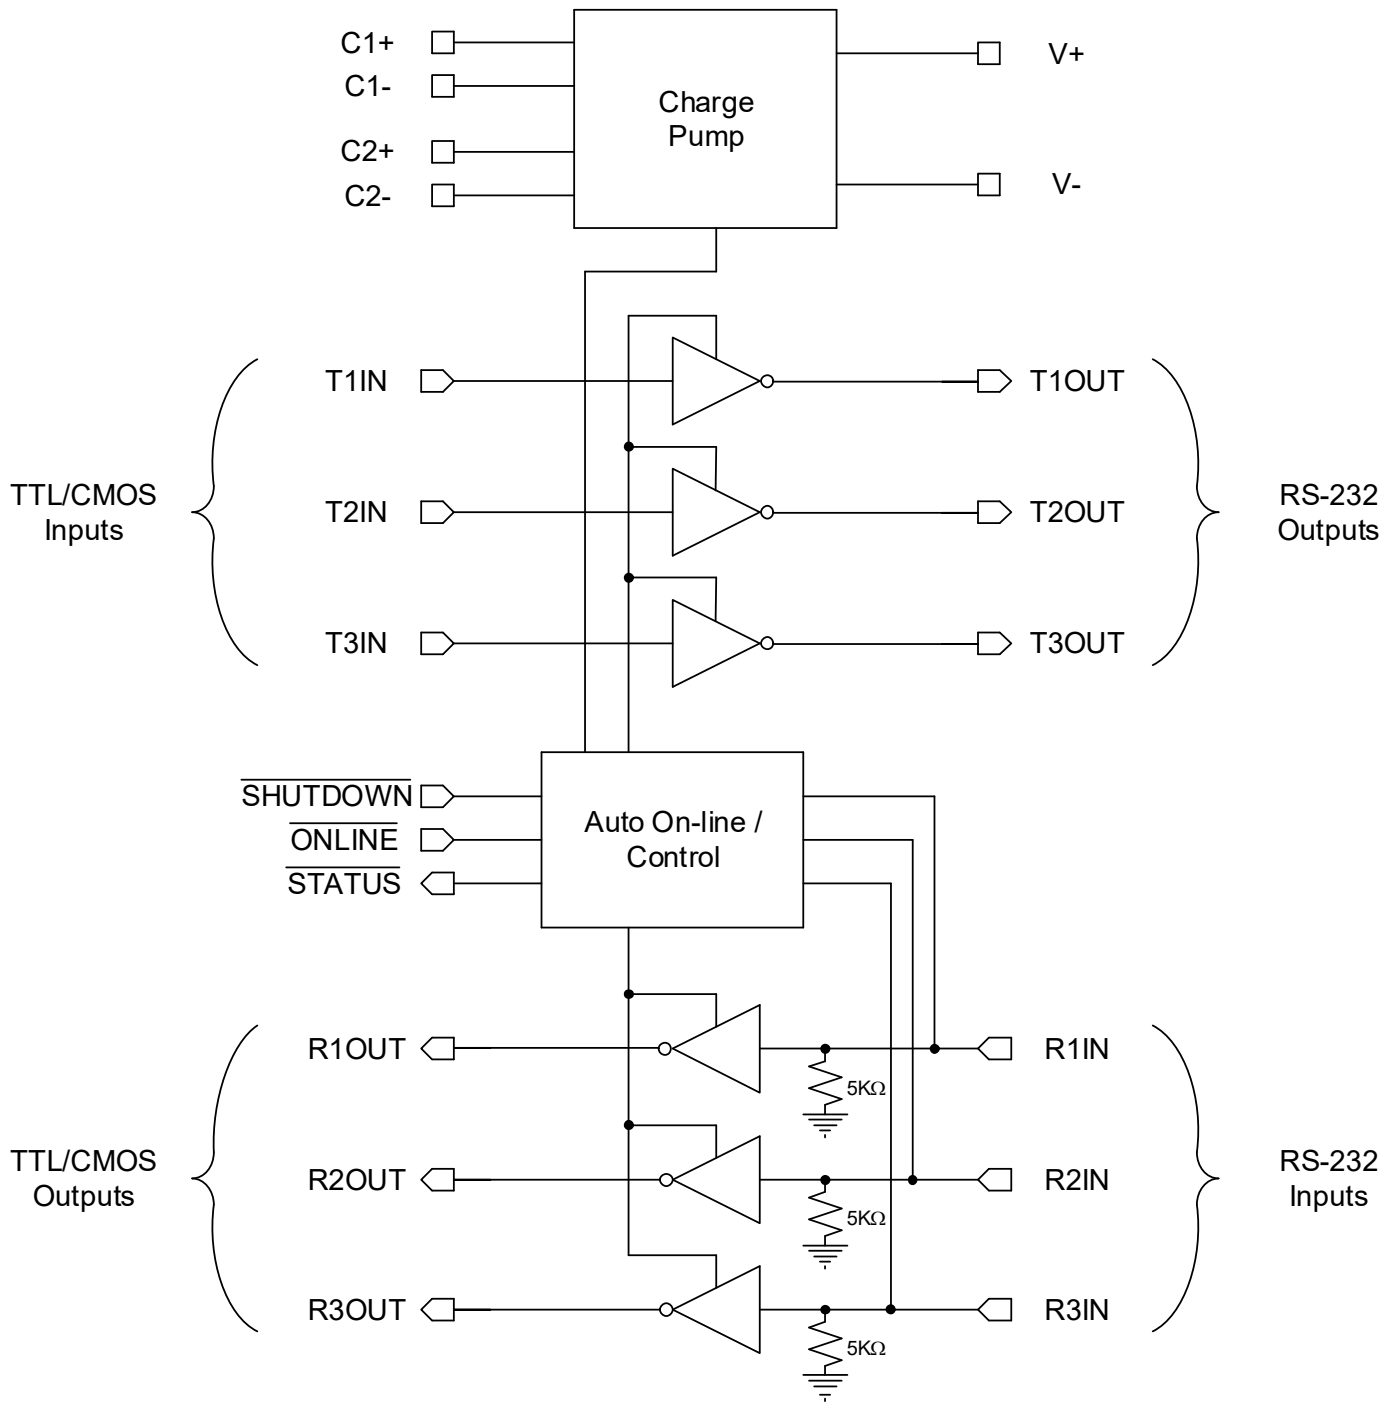 C1+
C1-
C2+
C2-
Charge
Pump
V+
V-
TTL/CMOS
Inputs
T1IN
T2IN
T3IN
T1OUT
T2OUT
T3OUT
RS-232
Outputs
SHUTDOWN
ONLINE
STATUS
Auto On-line /
Control
TTL/CMOS
Outputs
R1OUT
R2OUT
R3OUT
5KΩ
5KΩ
5KΩ
R1IN
R2IN
R3IN
RS-232
Inputs